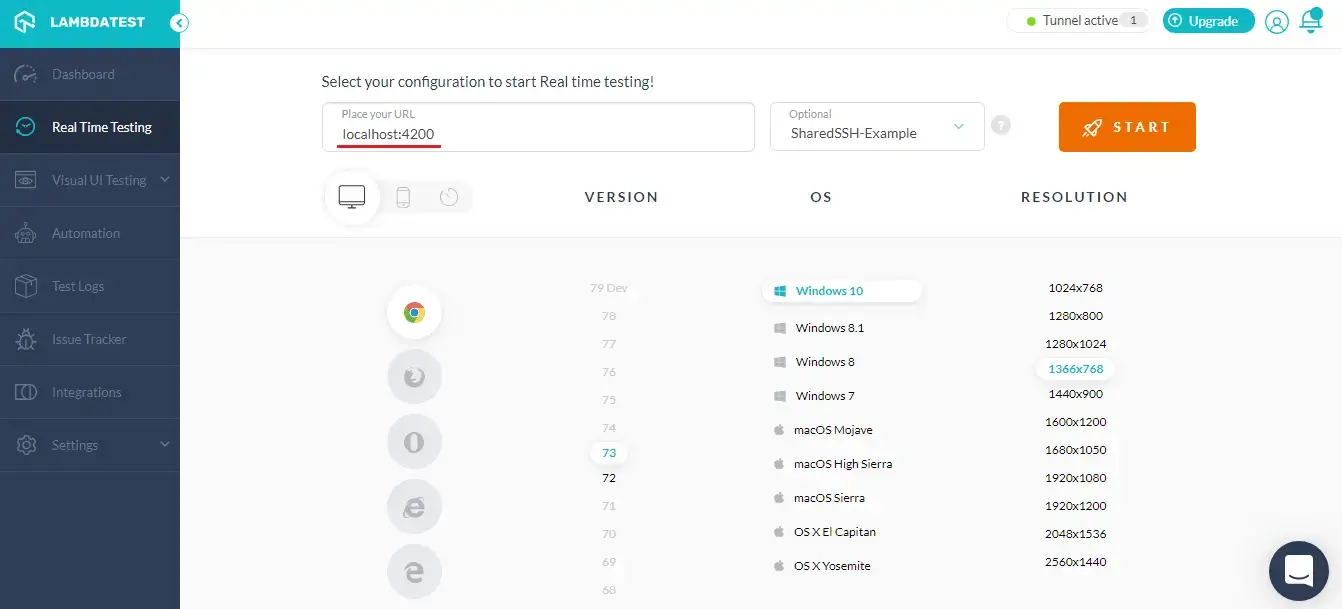 LAMBDATEST
Tunnel active 1
Upgrade
Dashboard
Real Time Testing
Visual UI Testing
Automation
Test Logs
Issue Tracker
Integrations
Settings
Select your configuration to start Real time testing!
Place your URL
localhost:4200
Optional
SharedSSH-Example
?
START
VERSION
OS
RESOLUTION
79 Dev
78
77
76
75
74
73
72
71
70
69
68
Windows 10
Windows 8.1
Windows 8
Windows 7
macOS Mojave
macOS High Sierra
macOS Sierra
OS X El Capitan
OS X Yosemite
1024x768
1280x800
1280x1024
1366x768
1440x900
1600x1200
1680x1050
1920x1080
1920x1200
2048x1536
2560x1440